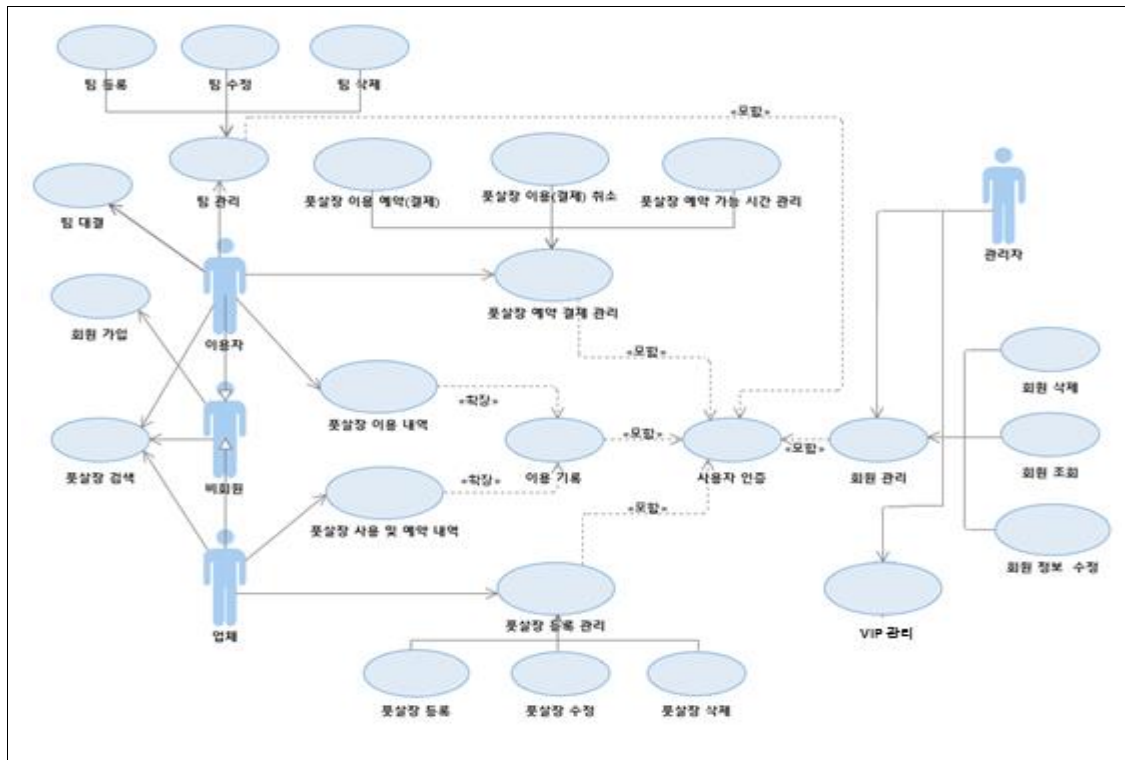 팀 등록
팀 수정
팀 삭제
«포함»
팀 관리
풋살장 이용 예약(결제)
풋살장 이용(결제) 취소
풋살장 예약 가능 시간 관리
팀 대결
관리자
풋살장 예약 결제 관리
회원 가입
이용자
«포함»
회원 삭제
«확장»
풋살장 이용 내역
«포함»
«포함»
풋살장 검색
비회원
이용 기록
사용자 인증
회원 관리
회원 조회
«확장»
«포함»
풋살장 사용 및 예약 내역
회원 정보 수정
업체
풋살장 등록 관리
VIP 관리
풋살장 등록
풋살장 수정
풋살장 삭제